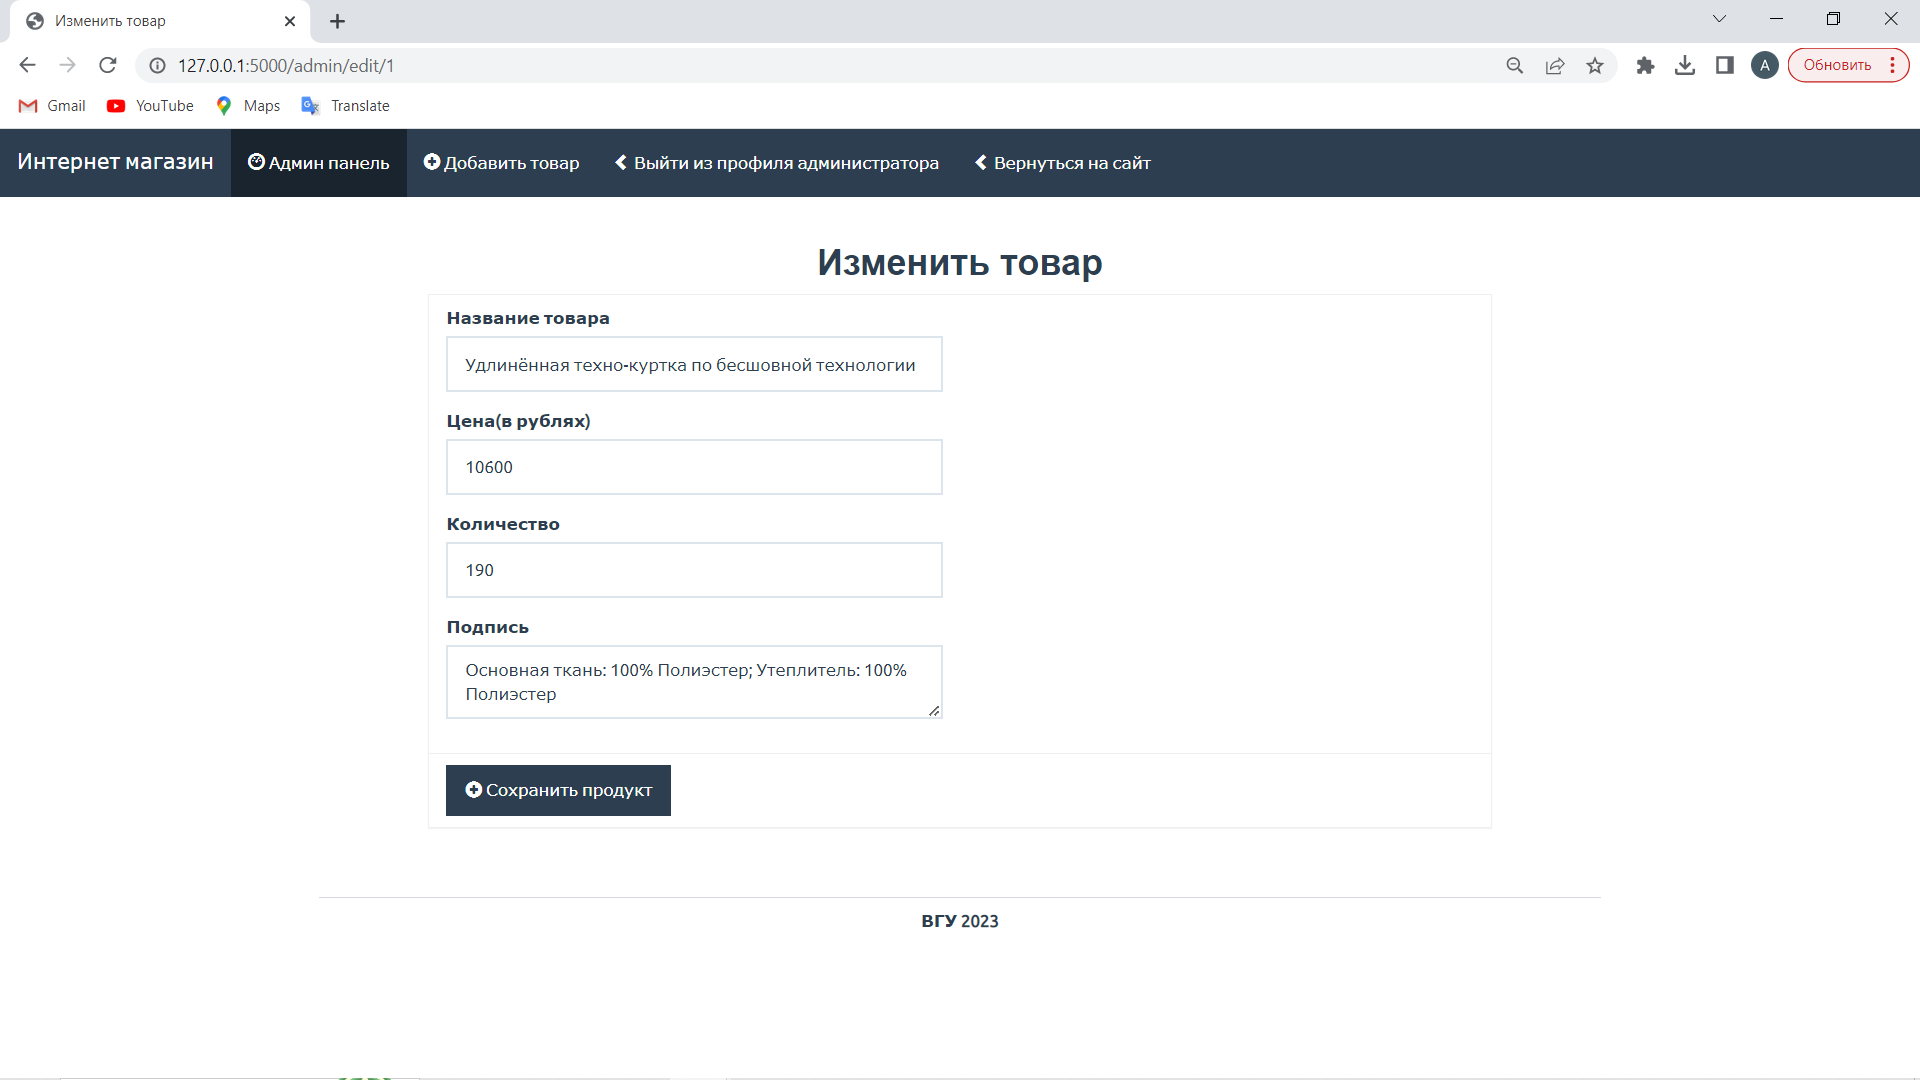 Изменить товар
127.0.0.1:5000/admin/edit/1
А
Обновить
Gmail YouTube Maps Translate
Интернет магазин Админ панель Добавить товар Выйти из профиля администратора Вернуться на сайт
Изменить товар
Название товара
Удлинённая техно-куртка по бесшовной технологии
Цена(в рублях)
10600
Количество
190
Подпись
Основная ткань: 100% Полиэстер; Утеплитель: 100%
Полиэстер
Сохранить продукт
ВГУ 2023